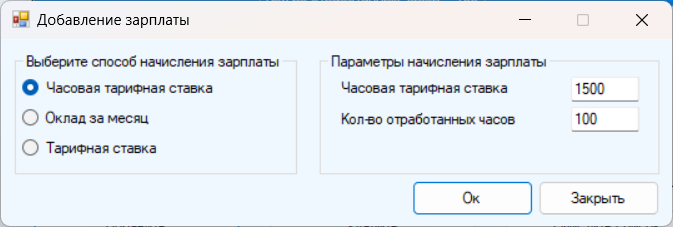 Добавление зарплаты
Выберите способ начисления зарплаты
Часовая тарифная ставка
Оклад за месяц
Тарифная ставка
Параметры начисления зарплаты
Часовая тарифная ставка 1500
Кол-во отработанных часов 100
Ок Закрыть